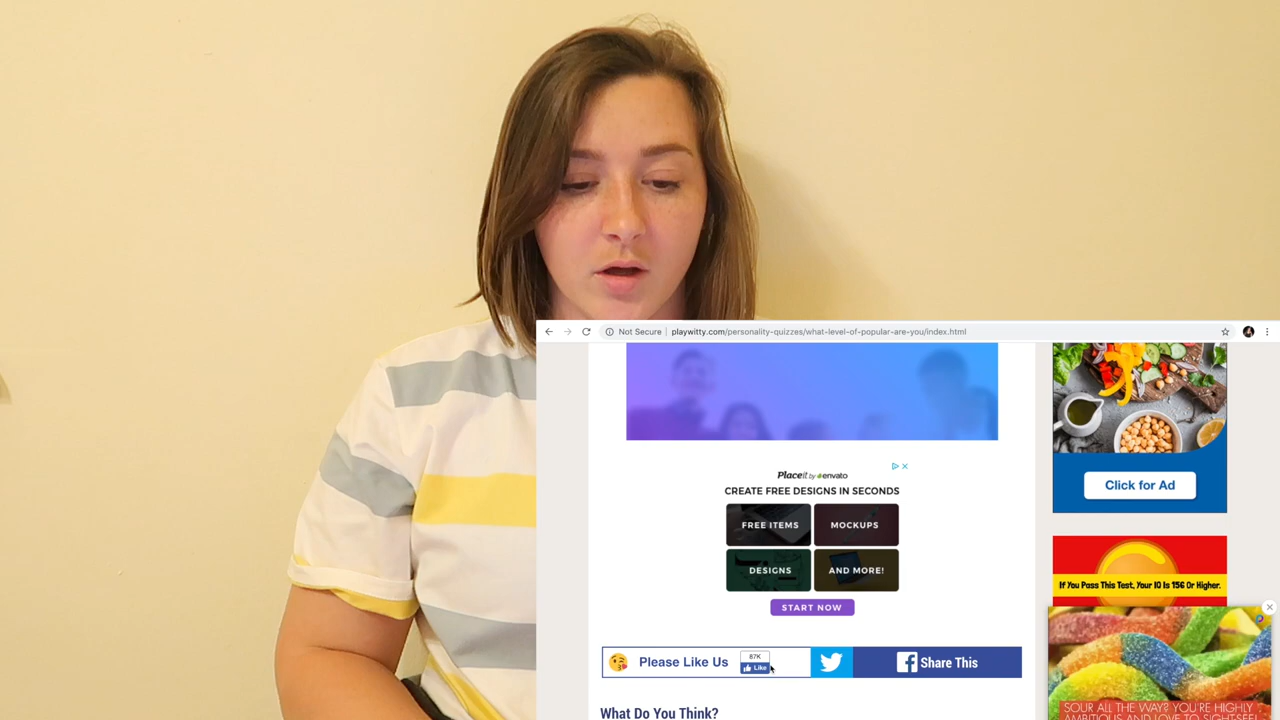 Not Secure | playwitty.com/personality-quizzes/what-level-of-popular-are-you/index.html
Placeit by envato
CREATE FREE DESIGNS IN SECONDS
FREE ITEMS MOCKUPS
DESIGNS AND MORE!
START NOW
Click for Ad
If You Pass This Test, Your IQ Is 156 Or Higher.
Please Like Us
87K
Like
Share This
What Do You Think?
SOUR ALL THE WAY? YOU'RE HIGHLY
AMBITIOUS AND LOVE TO SIGHT-SEE!